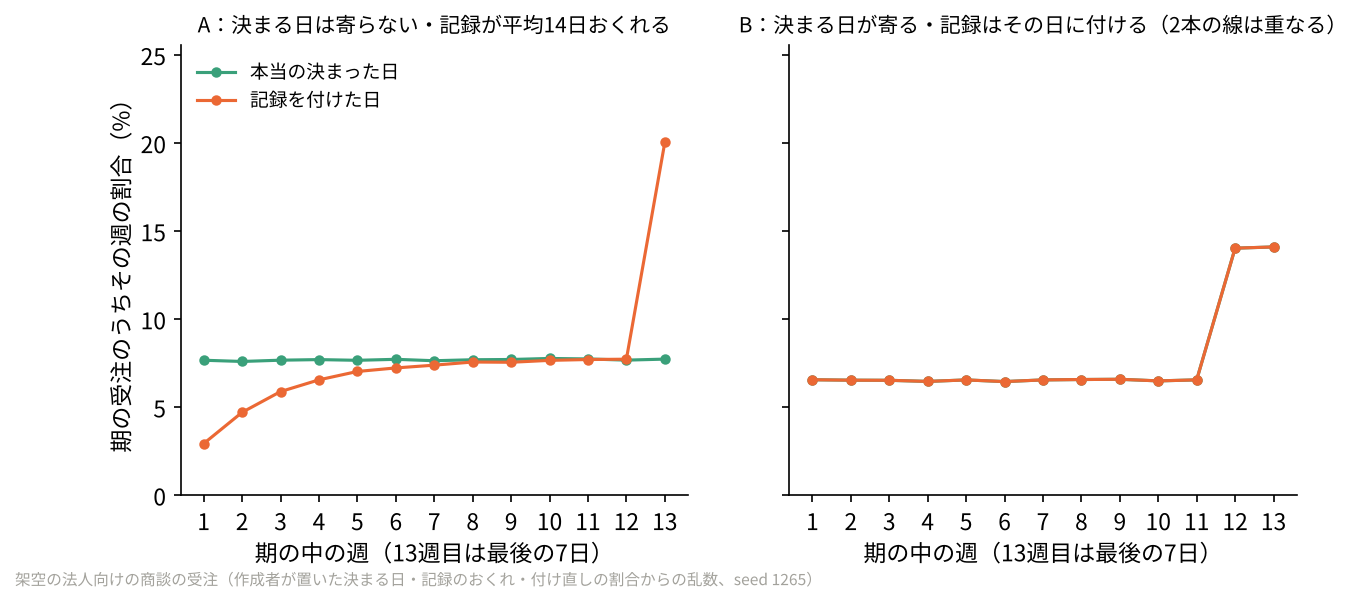 A：決まる日は寄らない・記録が平均14日おくれる
期の受注のうちその週の割合（%）
25
20
15
10
5
0
本当の決まった日
記録を付けた日
1 2 3 4 5 6 7 8 9 10 11 12 13
期の中の週（13週目は最後の7日）
B：決まる日が寄る・記録はその日に付ける（2本の線は重なる）
1 2 3 4 5 6 7 8 9 10 11 12 13
期の中の週（13週目は最後の7日）
架空の法人向けの商談の受注（作成者が置いた決まる日・記録のおくれ・付け直しの割合からの乱数、seed 1265）